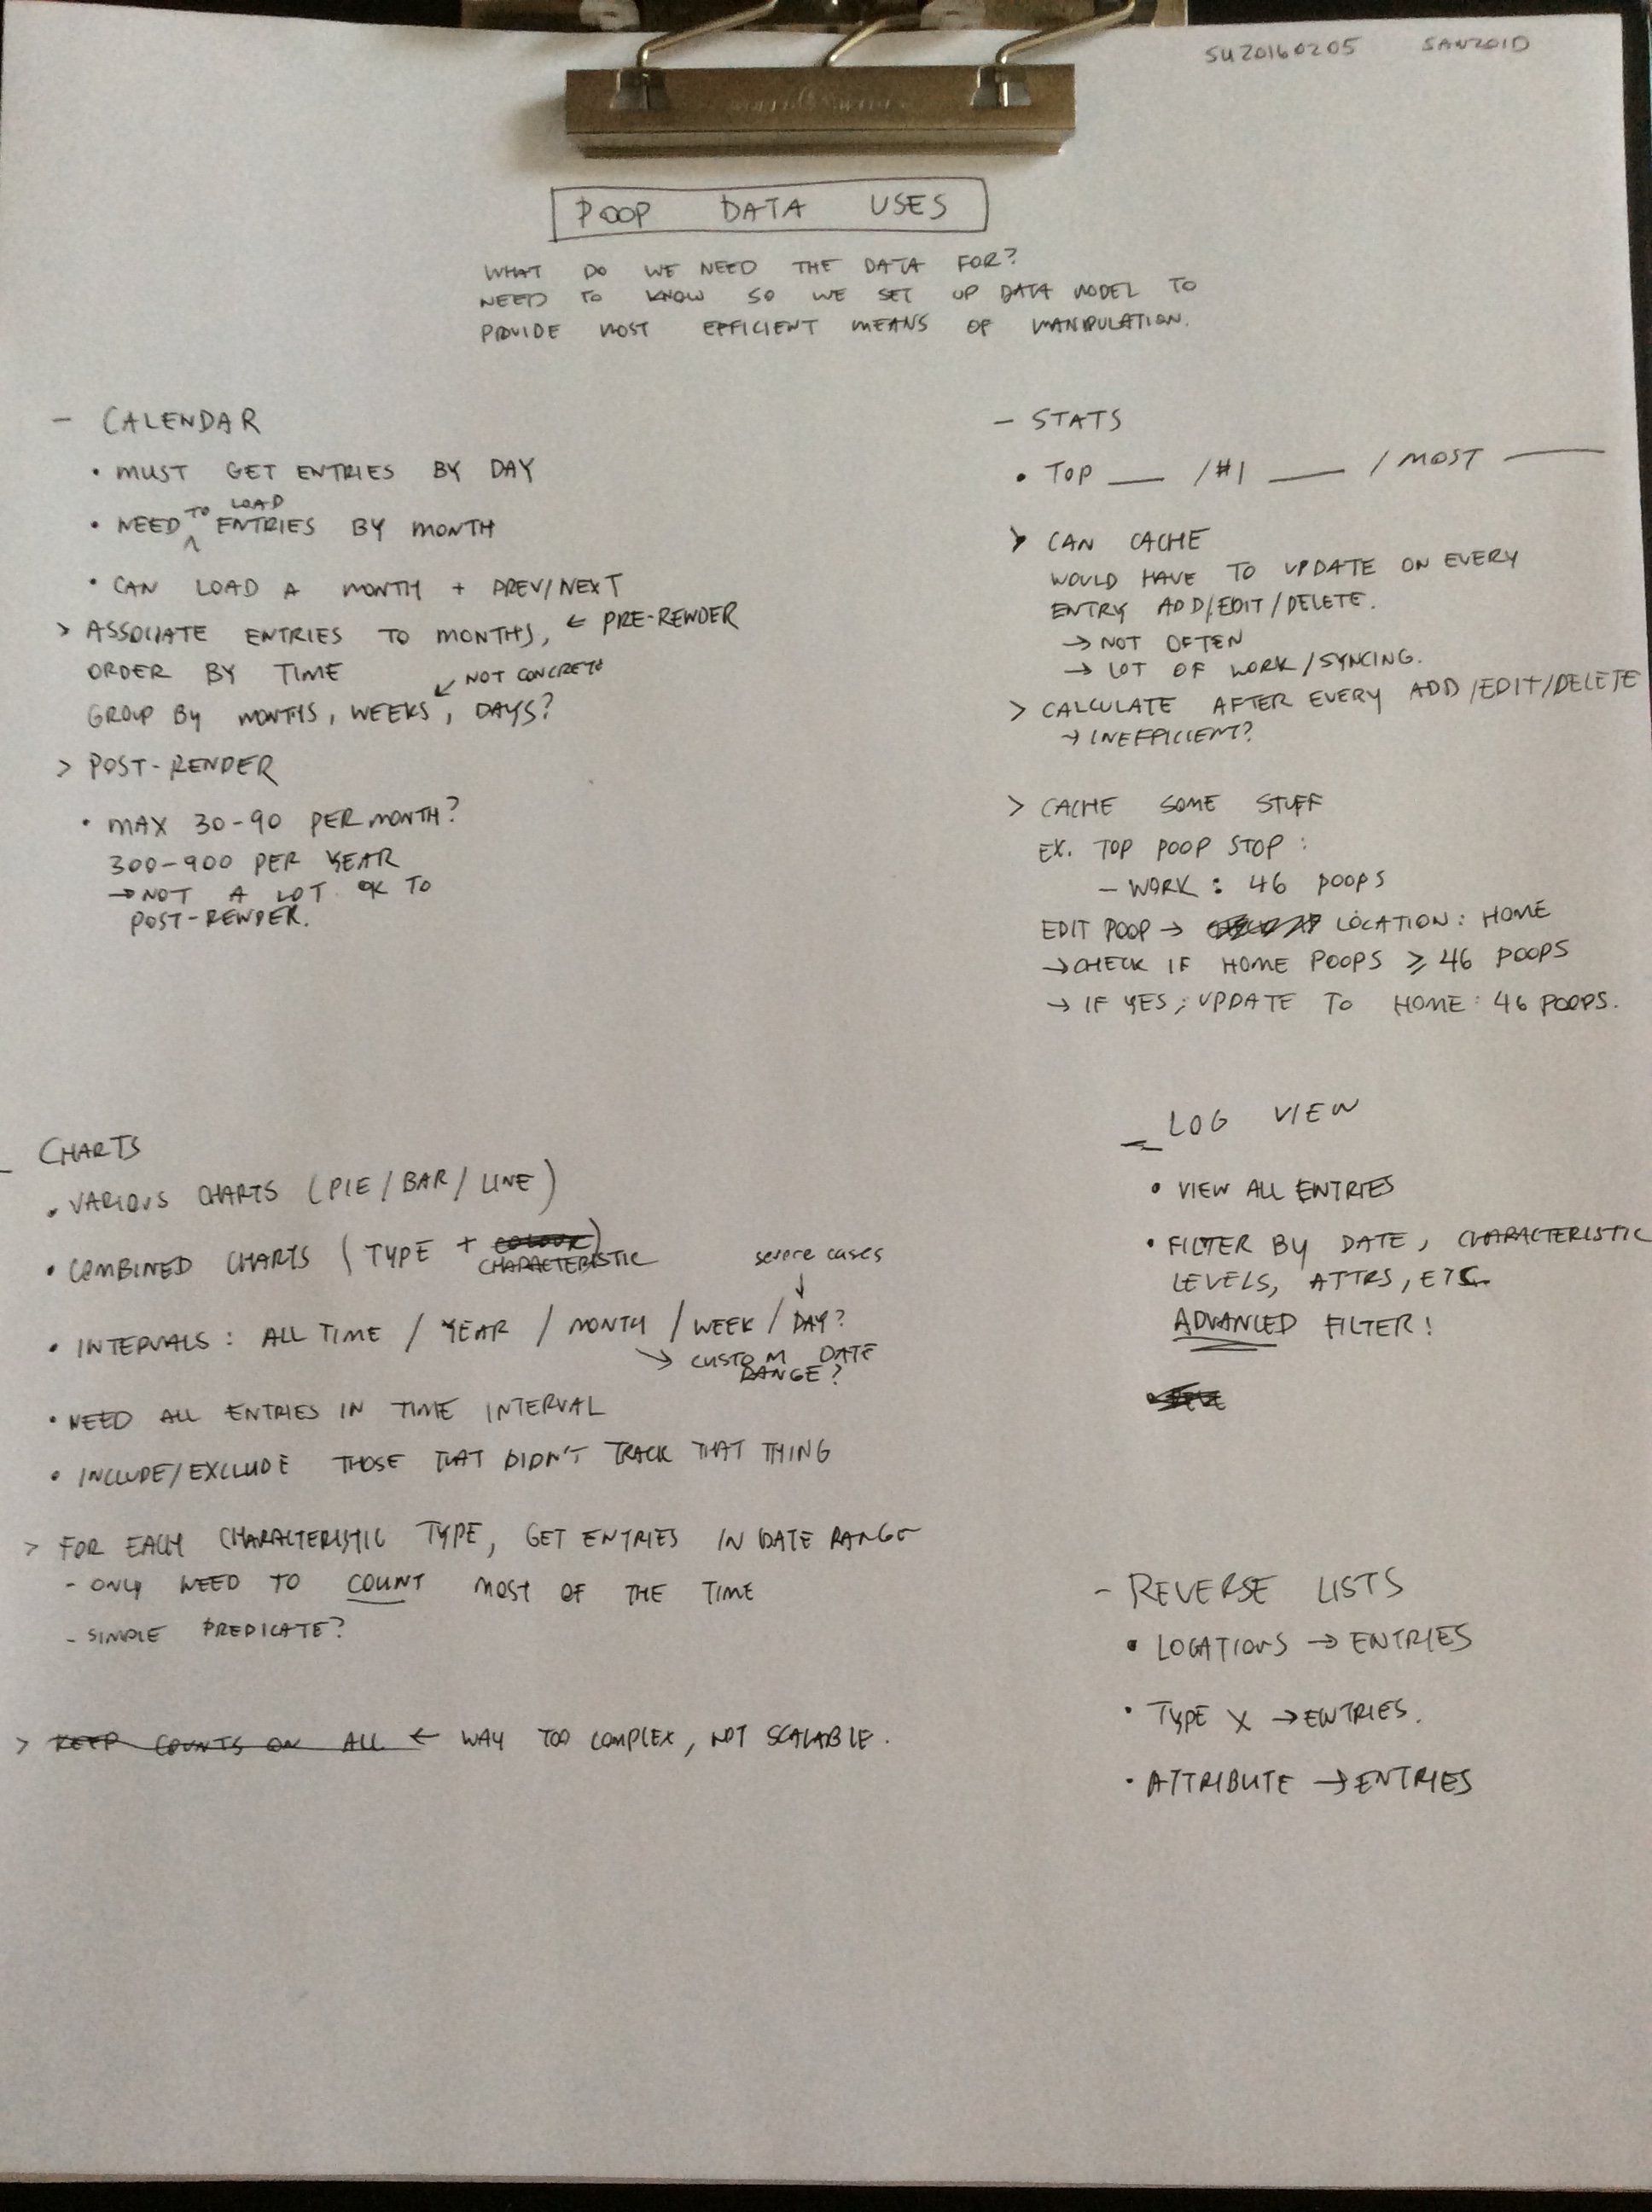 SU20160205 SANZOID
POOP DATA USES
WHAT DO WE NEED THE DATA FOR?
NEED TO KNOW SO WE SET UP DATA MODEL TO
PROVIDE MOST EFFICIENT MEANS OF MANIPULATION.
- CALENDAR
• MUST GET ENTRIES BY DAY
• NEED TO LOAD ENTRIES BY MONTH
• CAN LOAD A MONTH + PREV/NEXT
> ASSOCIATE ENTRIES TO MONTHS, ← PRE-RENDER
ORDER BY TIME
NOT CONCRETE
GROUP BY MONTHS, WEEKS, DAYS?
> POST-RENDER
• MAX 30-90 PER MONTH?
300-900 PER YEAR
→ NOT A LOT. OK TO
POST-RENDER.
- STATS
• TOP ___ / #1 ___ / MOST ___
> CAN CACHE
WOULD HAVE TO UPDATE ON EVERY
ENTRY ADD/EDIT/DELETE.
→ NOT OFTEN
→ LOT OF WORK/SYNCING.
> CALCULATE AFTER EVERY ADD/EDIT/DELETE
→ INEFFICIENT?
> CACHE SOME STUFF
EX. TOP POOP STOP:
- WORK: 46 POOPS
EDIT POOP → LOCATION: HOME
→ CHECK IF HOME POOPS ≥ 46 POOPS
→ IF YES; UPDATE TO HOME: 46 POOPS.
- CHARTS
• VARIOUS CHARTS (PIE/BAR/LINE)
• COMBINED CHARTS (TYPE + COLOUR)
CHARACTERISTIC
severe cases
• INTERVALS: ALL TIME / YEAR / MONTH / WEEK / DAY?
→ CUSTOM DATE
RANGE?
• NEED ALL ENTRIES IN TIME INTERVAL
• INCLUDE/EXCLUDE THOSE THAT DIDN'T TRACK THAT THING
> FOR EACH CHARACTERISTIC TYPE, GET ENTRIES IN DATE RANGE
- ONLY NEED TO COUNT MOST OF THE TIME
- SIMPLE PREDICATE?
> KEEP COUNTS ON ALL ← WAY TOO COMPLEX, NOT SCALABLE.
- LOG VIEW
• VIEW ALL ENTRIES
• FILTER BY DATE, CHARACTERISTIC
LEVELS, ATTRS, ETC.
ADVANCED FILTER!
- REVERSE LISTS
• LOCATIONS → ENTRIES
• TYPE X → ENTRIES.
• ATTRIBUTE → ENTRIES